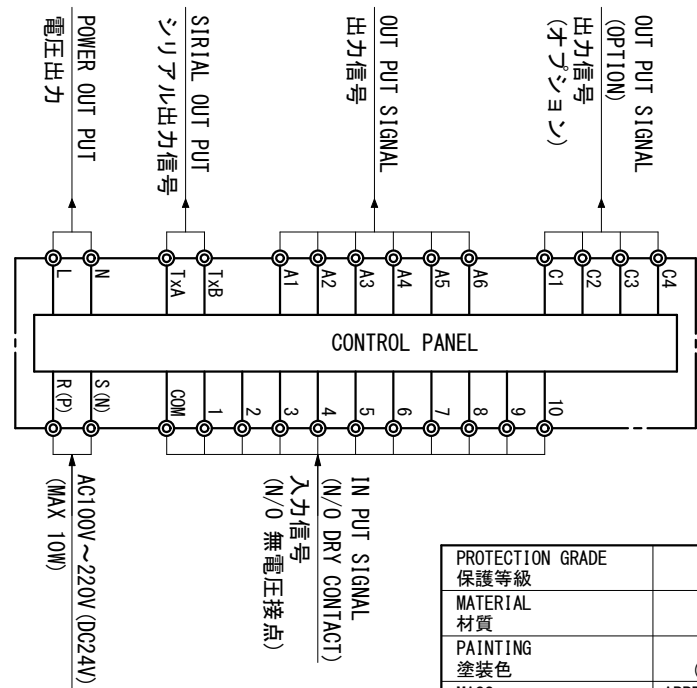 OUT PUT SIGNAL
(OPTION)
出力信号
(オプション)
OUT PUT SIGNAL
出力信号
SIRIAL OUT PUT
シリアル出力信号
POWER OUT PUT
電圧出力
L
N
TxA
TxB
A1
A2
A3
A4
A5
A6
C1
C2
C3
C4
CONTROL PANEL
R(P)
S(N)
COM
1
2
3
4
5
6
7
8
9
10
IN PUT SIGNAL
(N/O DRY CONTACT)
入力信号
(N/O 無電圧接点)
AC100V～220V(DC24V)
(MAX 10W)
PROTECTION GRADE
保護等級
MATERIAL
材質
PAINTING
塗装色